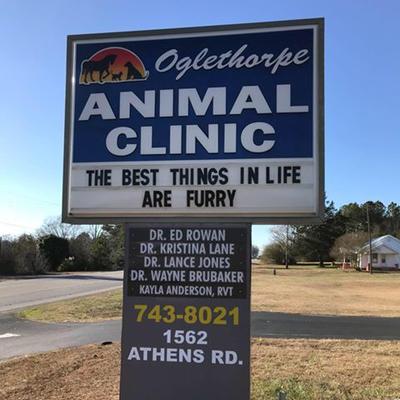 Oglethorpe
ANIMAL
CLINIC
THE BEST THINGS IN LIFE
ARE FURRY
DR. ED ROWAN
DR. KRISTINA LANE
DR. LANCE JONES
DR. WAYNE BRUBAKER
KAYLA ANDERSON, RVT
743-8021
1562
ATHENS RD.